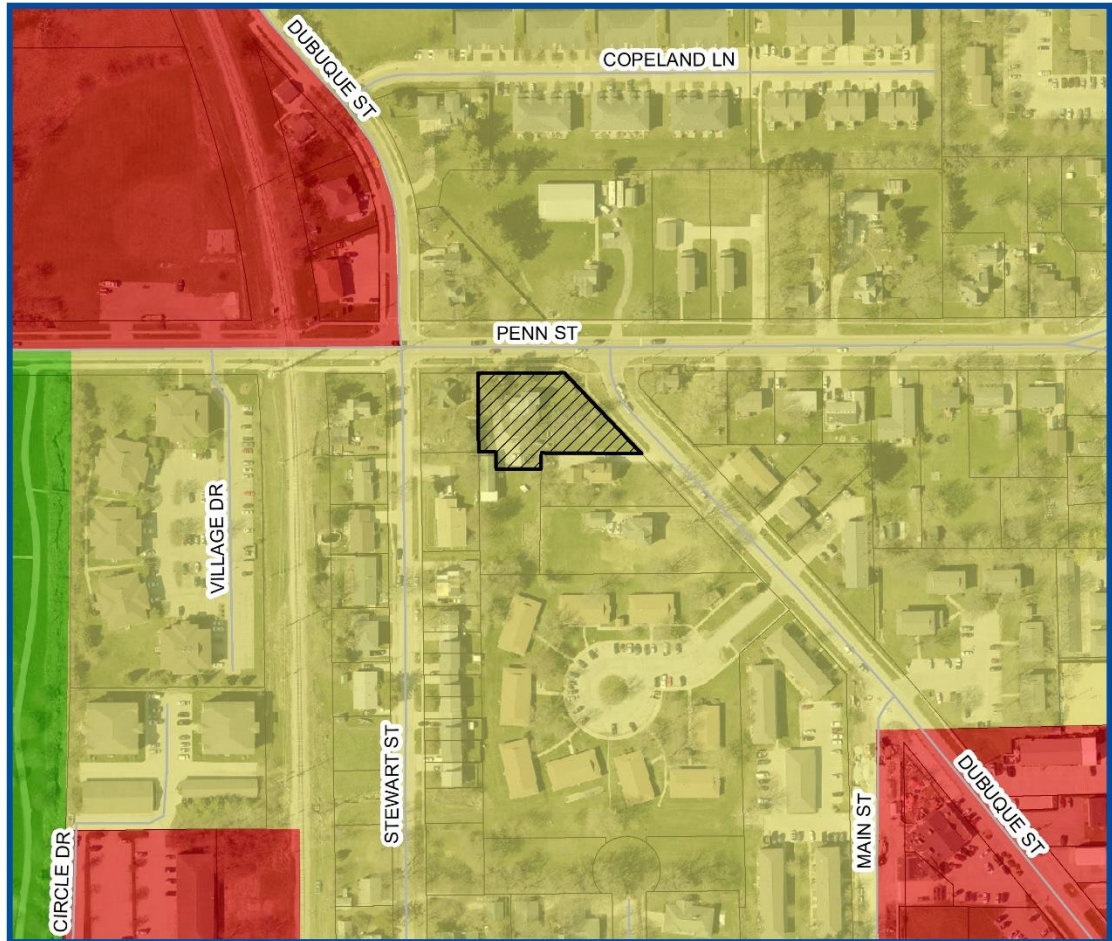 DUBUQUE ST
COPELAND LN
PENN ST
VILLAGE DR
STEWART ST
CIRCLE DR
MAIN ST
DUBUQUE ST